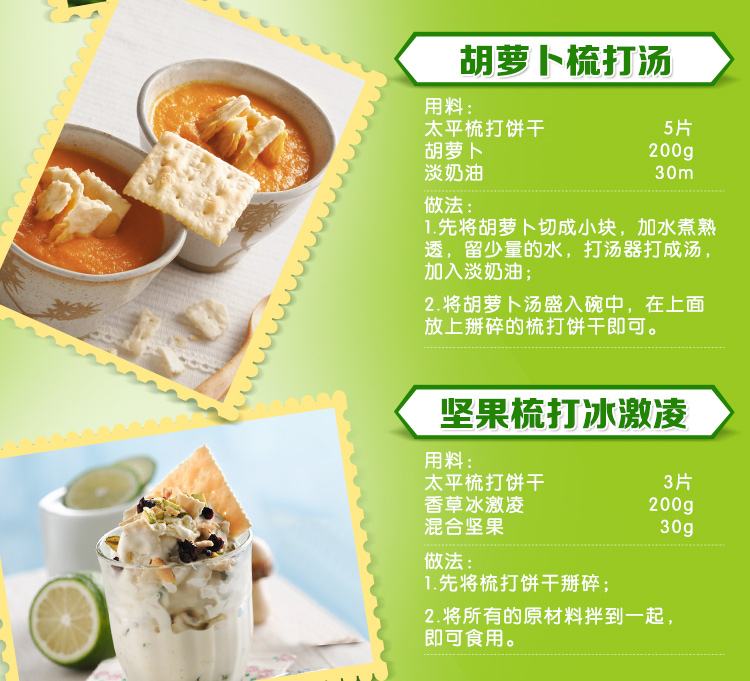 胡萝卜梳打汤
用料：
太平梳打饼干 5片
胡萝卜 200g
淡奶油 30m
做法：
1.先将胡萝卜切成小块，加水煮熟
透，留少量的水，打汤器打成汤，
加入淡奶油；
2.将胡萝卜汤盛入碗中，在上面
放上掰碎的梳打饼干即可。
坚果梳打冰激凌
用料：
太平梳打饼干 3片
香草冰激凌 200g
混合坚果 30g
做法：
1.先将梳打饼干掰碎；
2.将所有的原材料拌到一起，
即可食用。